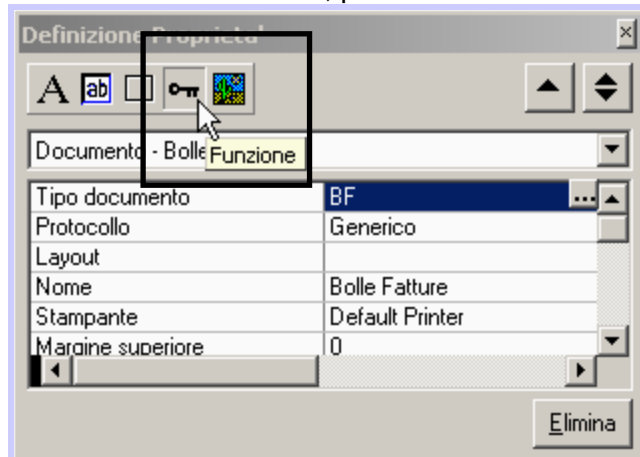 Definizione Proprieta'
A ab
Documento - Bolle
Funzione
Tipo documento BF ...
Protocollo Generico
Layout
Nome Bolle Fatture
Stampante Default Printer
Margine superiore 0
Elimina